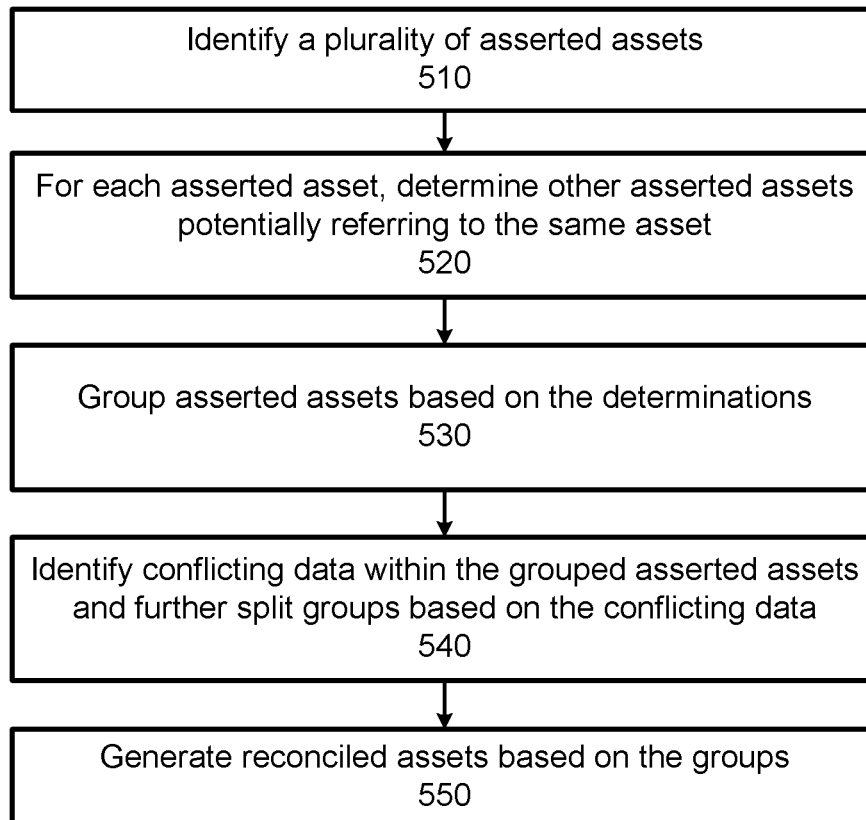 Identify a plurality of asserted assets
510
For each asserted asset, determine other asserted assets
potentially referring to the same asset
520
Group asserted assets based on the determinations
530
Identify conflicting data within the grouped asserted assets
and further split groups based on the conflicting data
540
Generate reconciled assets based on the groups
550